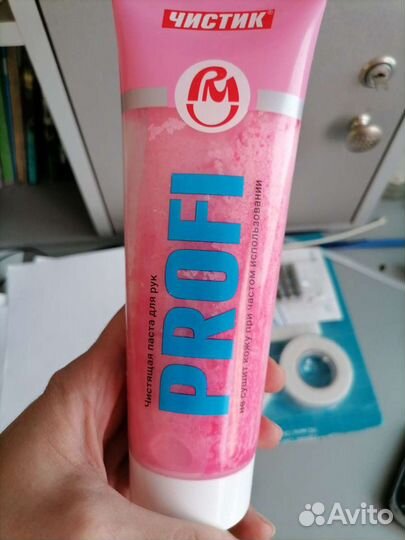 ЧИСТИК®
RM
PROFI
Чистящая паста для рук
не сушит кожу при частом использовании
Avito